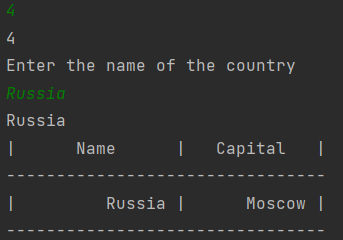 4
4
Enter the name of the country
Russia
Russia
|      Name      |   Capital   |
--------------------------------
|         Russia |      Moscow |
--------------------------------